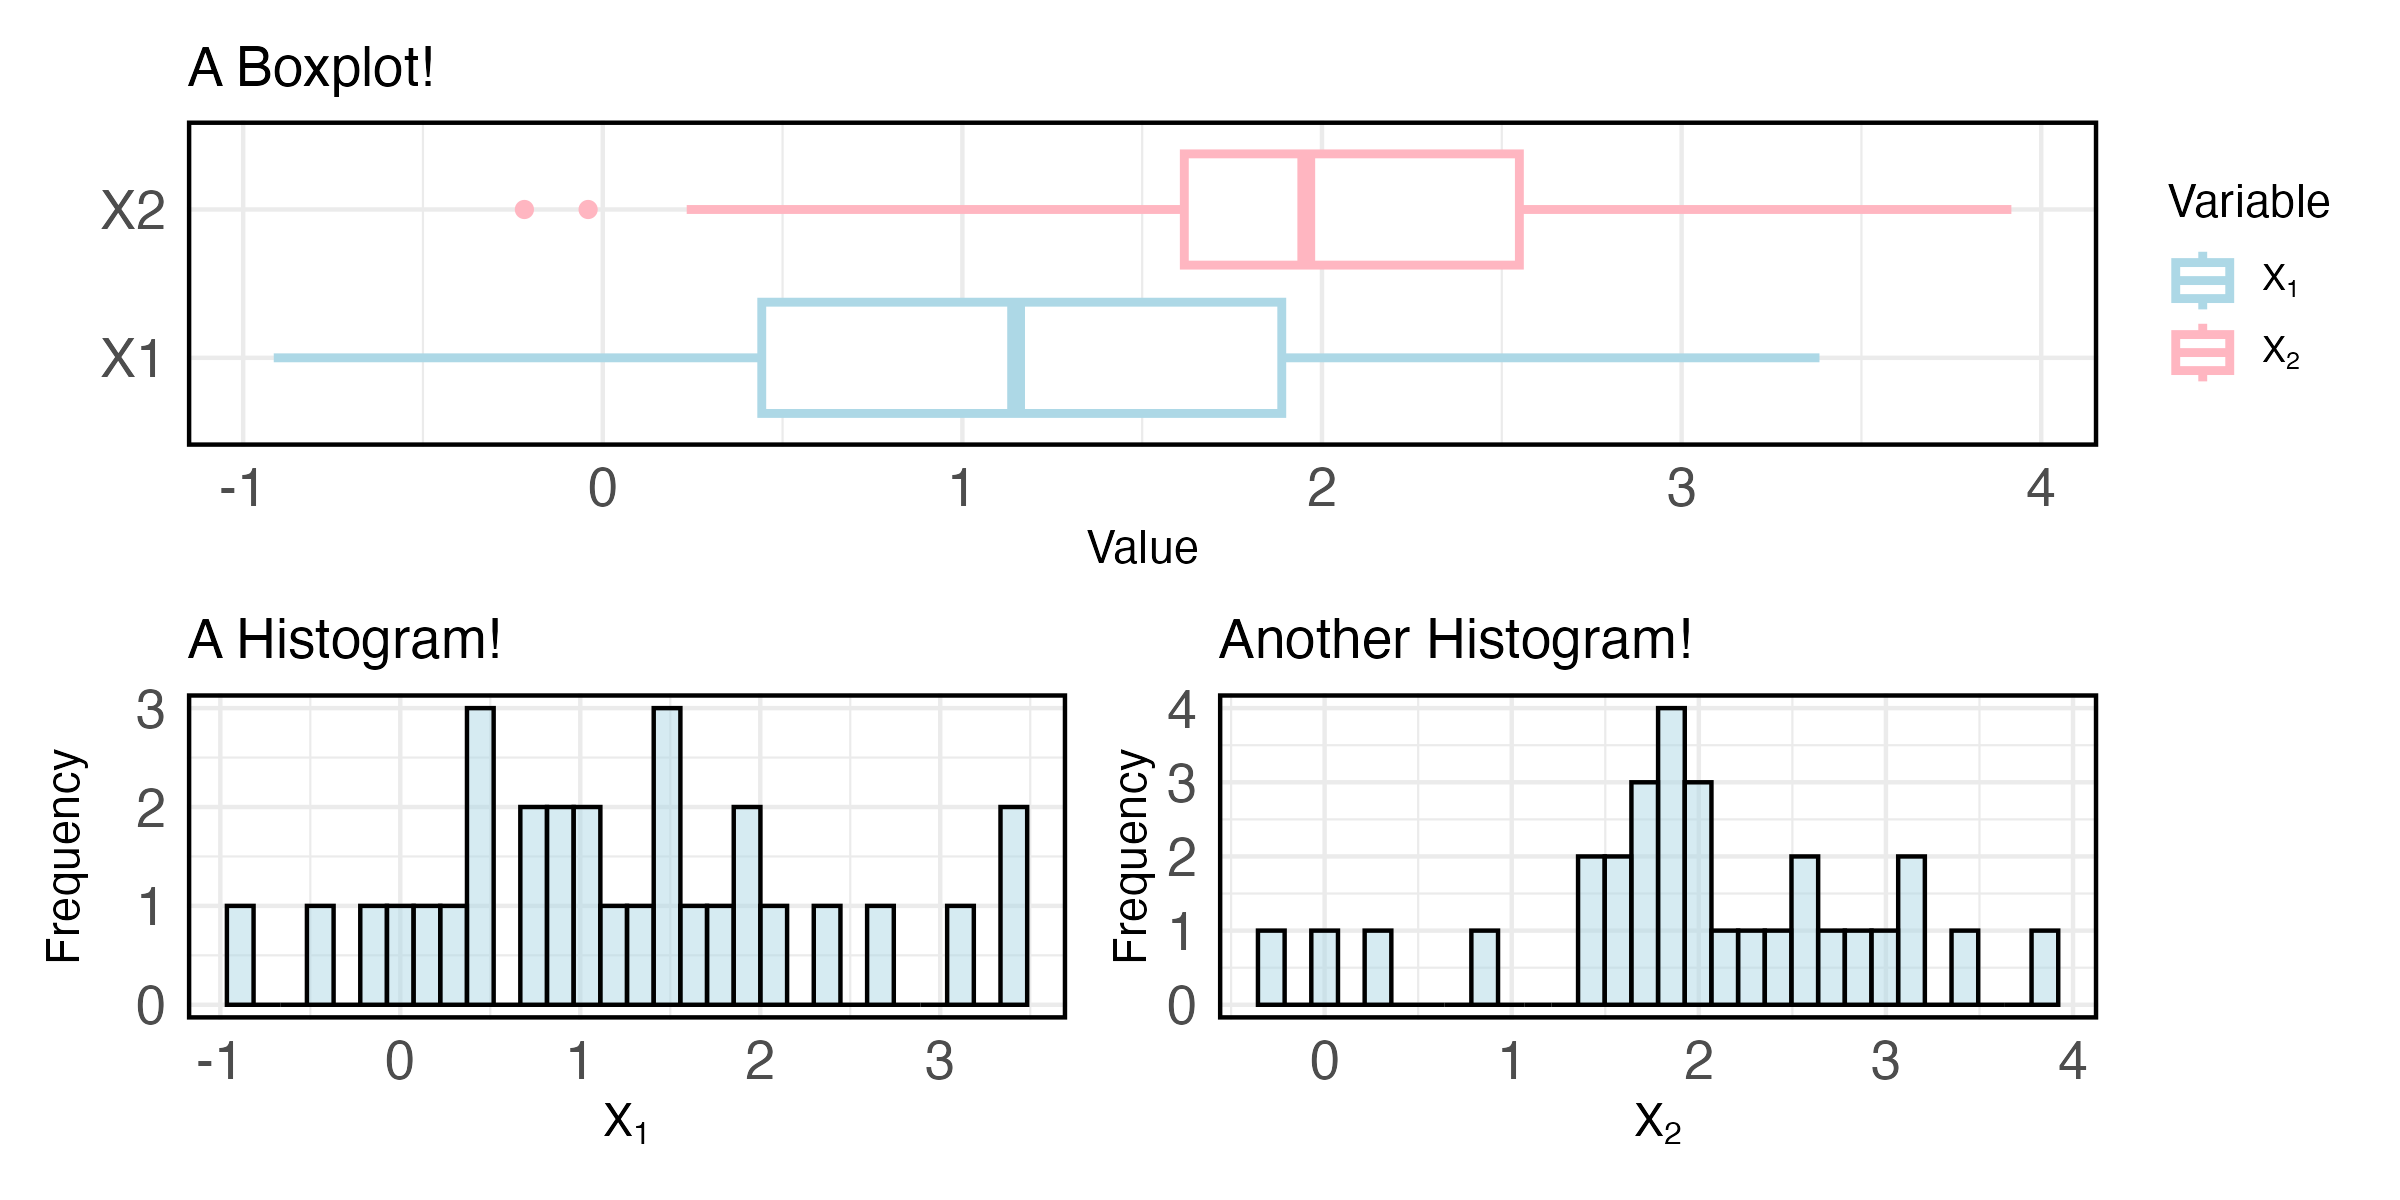 A Boxplot!
X2
X1
-1 0 1 2 3 4
Value
Variable
X₁
X₂
A Histogram!
Frequency
3
2
1
0
-1 0 1 2 3
X₁
Another Histogram!
Frequency
4
3
2
1
0
0 1 2 3 4
X₂